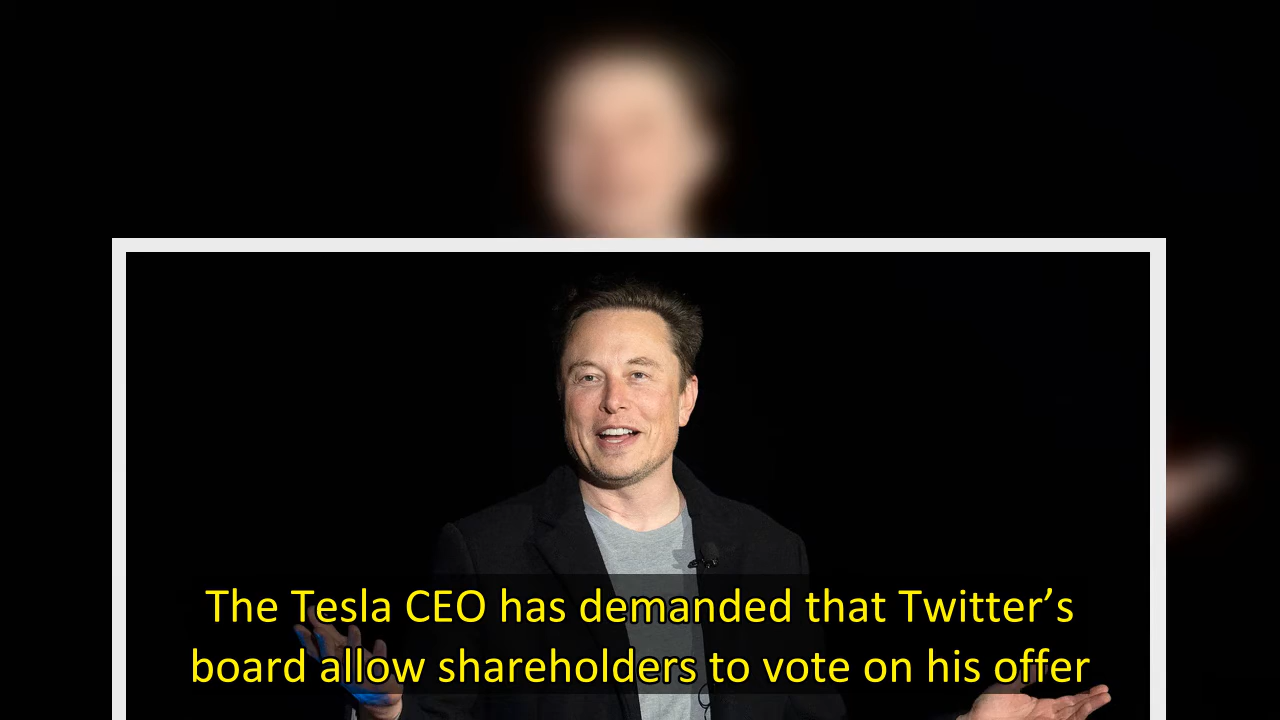 The Tesla CEO has demanded that Twitter’s
board allow shareholders to vote on his offer